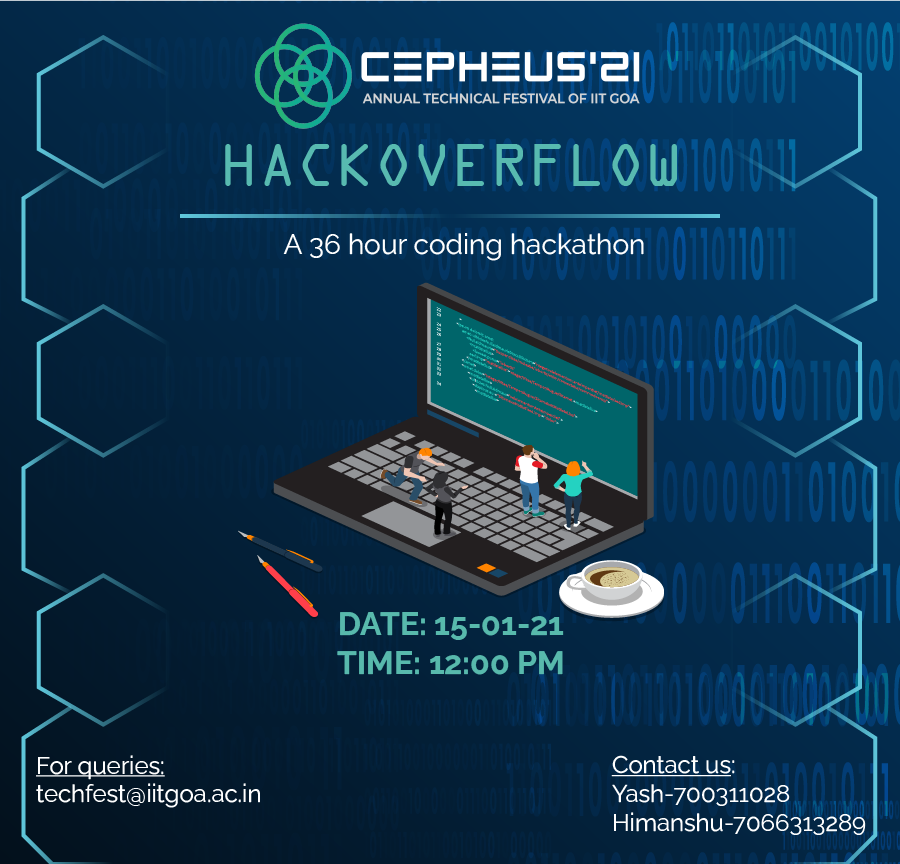 CEPHEUS'21
ANNUAL TECHNICAL FESTIVAL OF IIT GOA
HACKOVERFLOW
A 36 hour coding hackathon
DATE: 15-01-21
TIME: 12:00 PM
For queries:
techfest@iitgoa.ac.in
Contact us:
Yash-700311028
Himanshu-7066313289